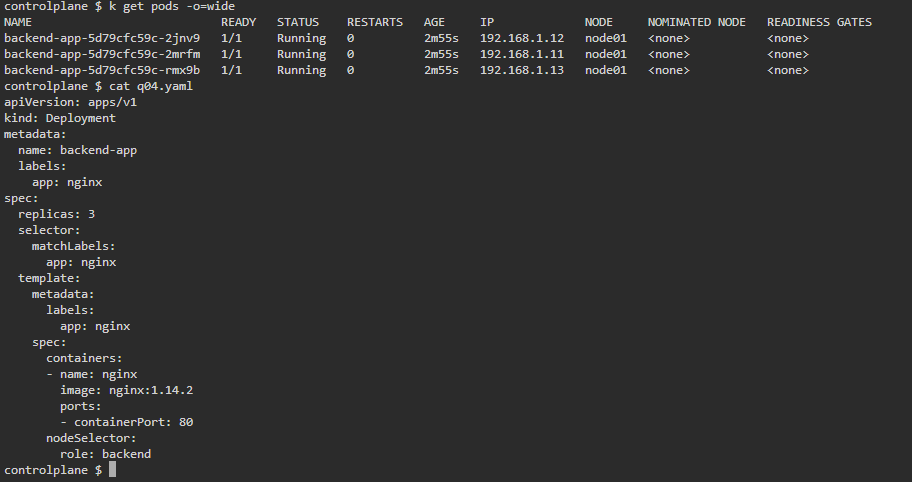 controlplane $ k get pods -o=wide
NAME                           READY   STATUS    RESTARTS   AGE     IP             NODE     NOMINATED NODE   READINESS GATES
backend-app-5d79cfc59c-2jnv9   1/1     Running   0          2m55s   192.168.1.12   node01   <none>           <none>
backend-app-5d79cfc59c-2mrfm   1/1     Running   0          2m55s   192.168.1.11   node01   <none>           <none>
backend-app-5d79cfc59c-rmx9b   1/1     Running   0          2m55s   192.168.1.13   node01   <none>           <none>
controlplane $ cat q04.yaml
apiVersion: apps/v1
kind: Deployment
metadata:
  name: backend-app
  labels:
    app: nginx
spec:
  replicas: 3
  selector:
    matchLabels:
      app: nginx
  template:
    metadata:
      labels:
        app: nginx
    spec:
      containers:
      - name: nginx
        image: nginx:1.14.2
        ports:
        - containerPort: 80
      nodeSelector:
        role: backend
controlplane $